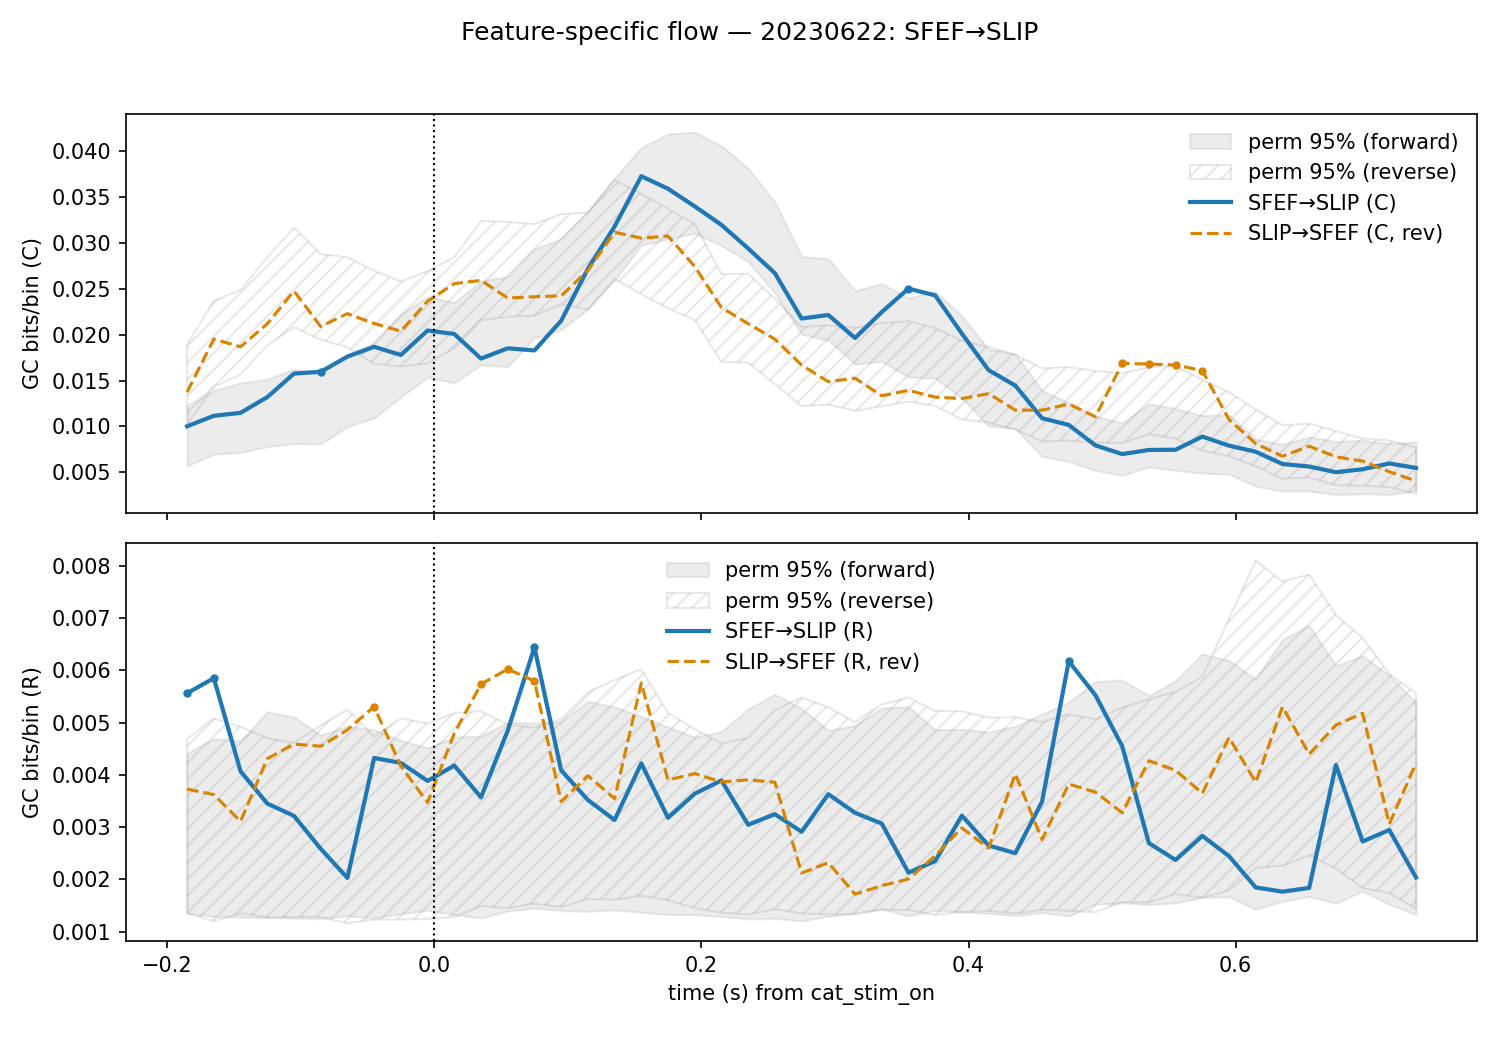 Feature-specific flow — 20230622: SFEF→SLIP
GC bits/bin (C)
0.040
0.035
0.030
0.025
0.020
0.015
0.010
0.005
perm 95% (forward)
perm 95% (reverse)
SFEF→SLIP (C)
SLIP→SFEF (C, rev)
GC bits/bin (R)
0.008
0.007
0.006
0.005
0.004
0.003
0.002
0.001
perm 95% (forward)
perm 95% (reverse)
SFEF→SLIP (R)
SLIP→SFEF (R, rev)
−0.2 0.0 0.2 0.4 0.6
time (s) from cat_stim_on